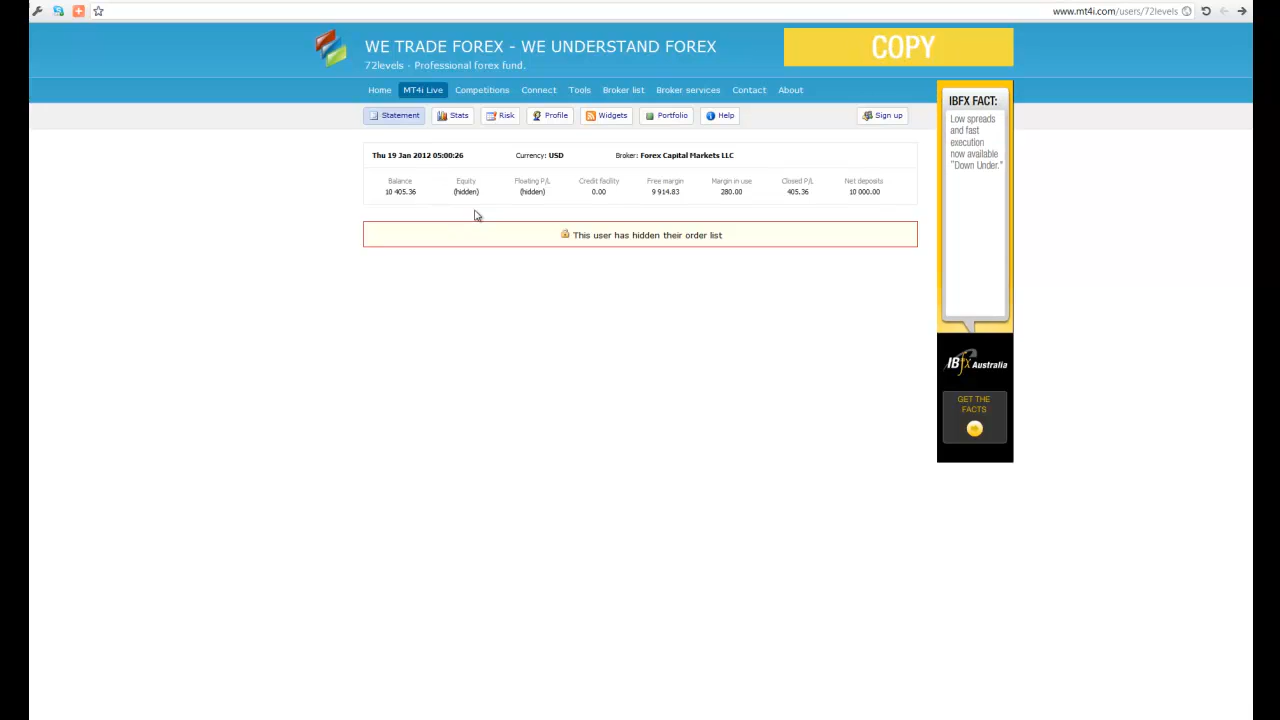 www.mt4i.com/users/72levels
WE TRADE FOREX - WE UNDERSTAND FOREX
72levels - Professional forex fund.
COPY
Home MT4i Live Competitions Connect Tools Broker list Broker services Contact About
Statement Stats Risk Profile Widgets Portfolio Help Sign up
Thu 19 Jan 2012 05:00:26 Currency: USD Broker: Forex Capital Markets LLC
Balance Equity Floating P/L Credit facility Free margin Margin in use Closed P/L Net deposits
10 405.36 (hidden) (hidden) 0.00 9 914.83 280.00 405.36 10 000.00
This user has hidden their order list
IBFX FACT:
Low spreads
and fast
execution
now available
"Down Under."
IBfx Australia
GET THE
FACTS